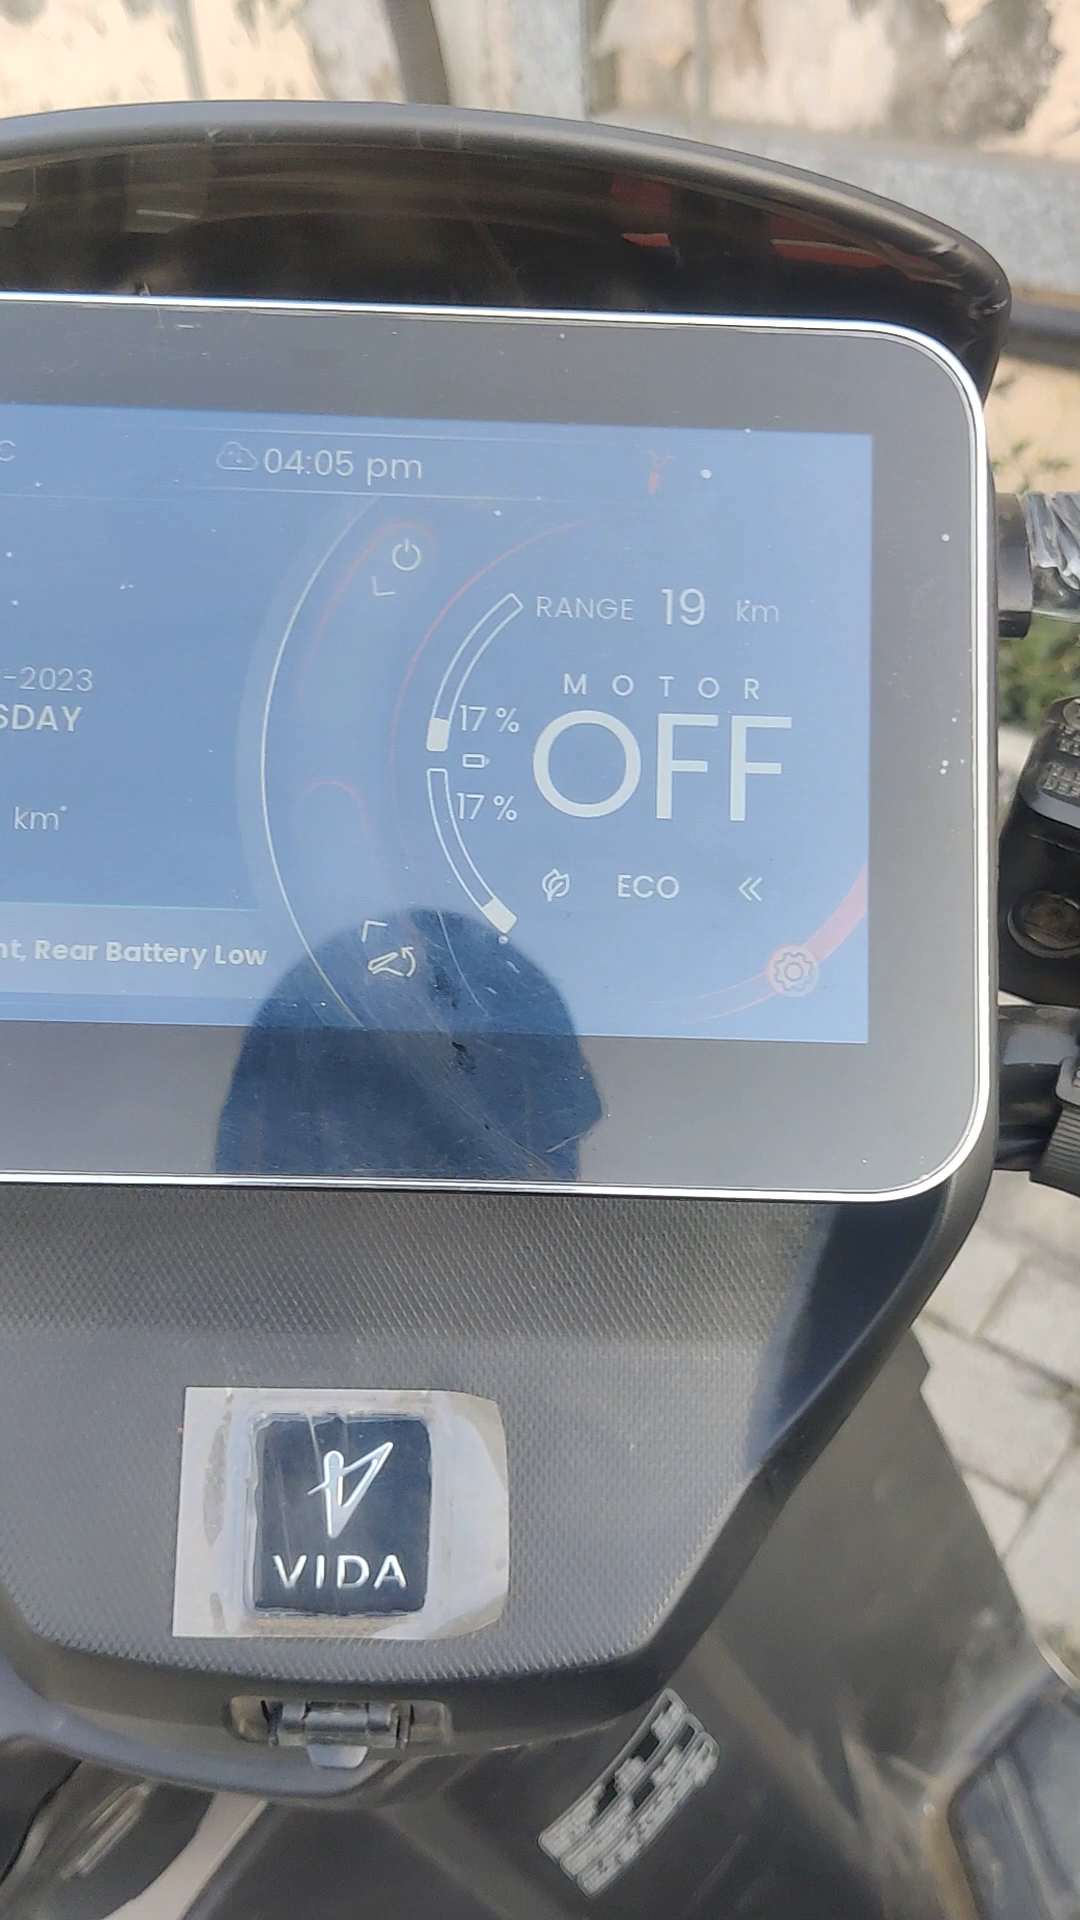 C
04:05 pm
RANGE 19 km
-2023
SDAY
MOTOR
OFF
17 %
17 %
km
ECO
nt, Rear Battery Low
VIDA